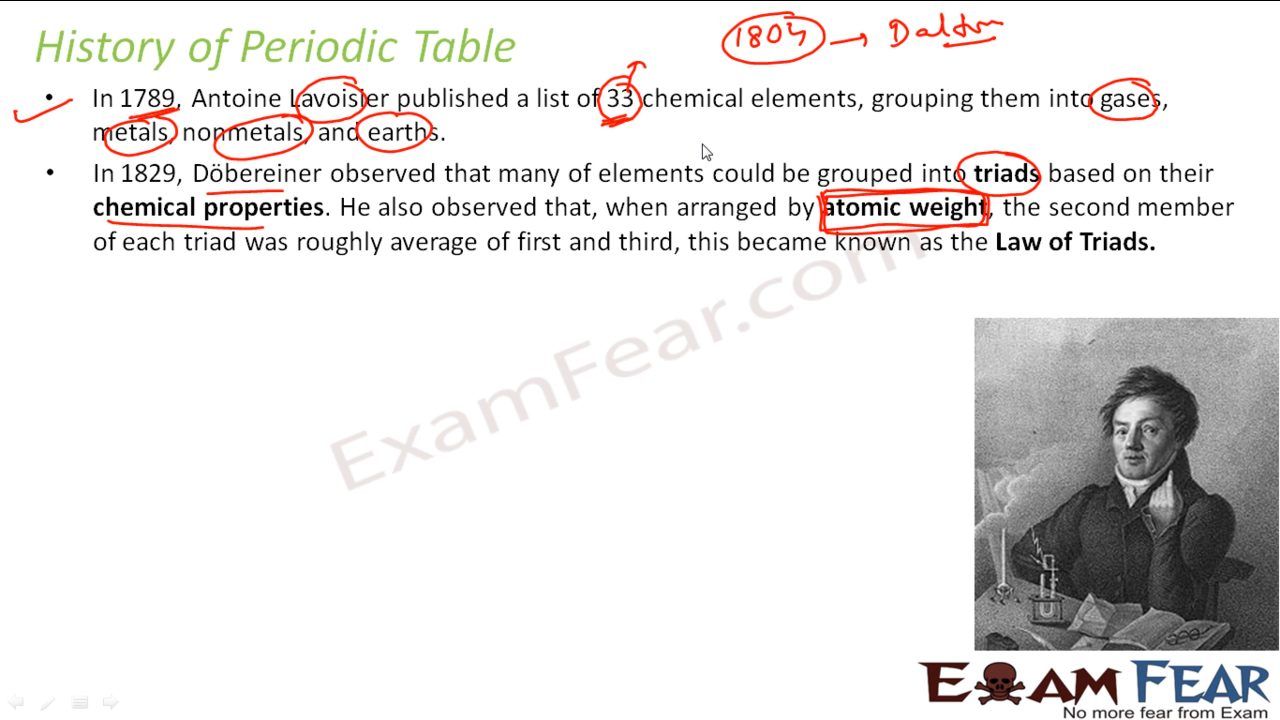 1804 → Dalton
History of Periodic Table
• In 1789, Antoine Lavoisier published a list of 33 chemical elements, grouping them into gases,
metals, nonmetals, and earths.
• In 1829, Döbereiner observed that many of elements could be grouped into triads based on their
chemical properties. He also observed that, when arranged by atomic weight, the second member
of each triad was roughly average of first and third, this became known as the Law of Triads.
ExamFear.com
EXAM FEAR
No more fear from Exam